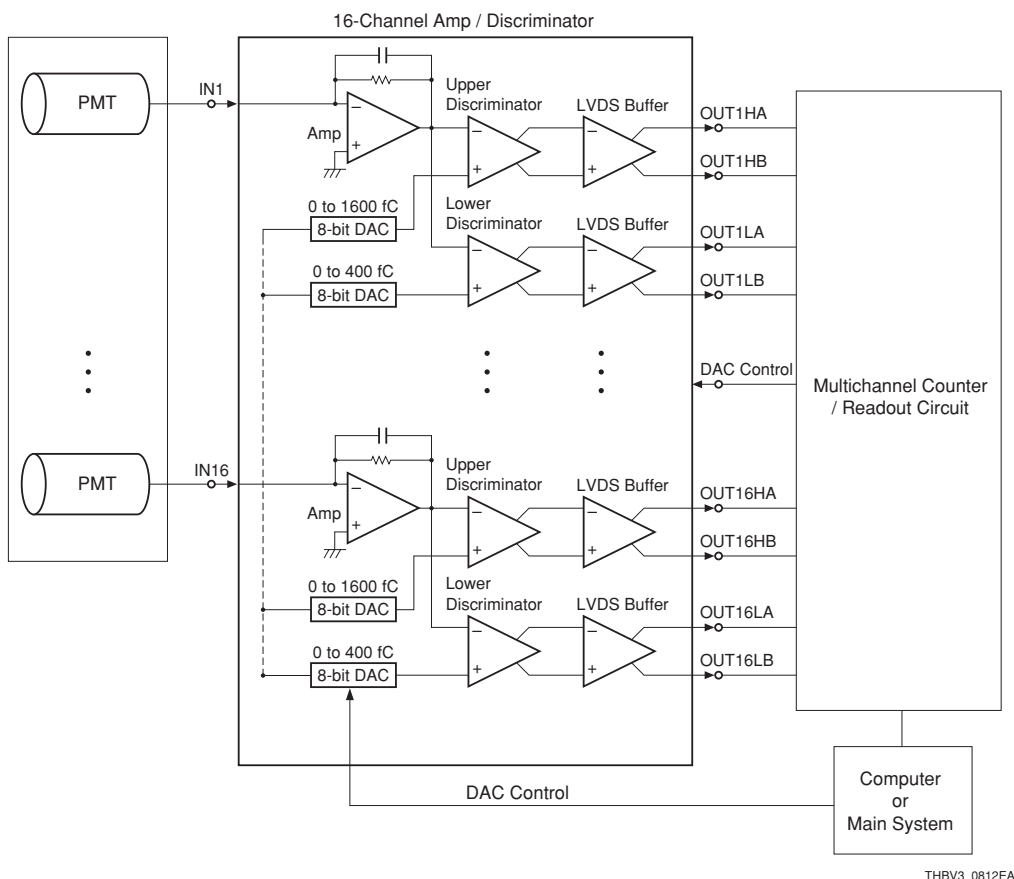 16-Channel Amp / Discriminator
PMT
IN1
Amp
−
+
Upper
Discriminator
−
+
LVDS Buffer
−
+
OUT1HA
OUT1HB
0 to 1600 fC
8-bit DAC
Lower
Discriminator
−
+
LVDS Buffer
−
+
OUT1LA
OUT1LB
0 to 400 fC
8-bit DAC
DAC Control
Multichannel Counter
/ Readout Circuit
PMT
IN16
Amp
−
+
Upper
Discriminator
−
+
LVDS Buffer
−
+
OUT16HA
OUT16HB
0 to 1600 fC
8-bit DAC
Lower
Discriminator
−
+
LVDS Buffer
−
+
OUT16LA
OUT16LB
0 to 400 fC
8-bit DAC
DAC Control
Computer
or
Main System
THBV3_0812EA